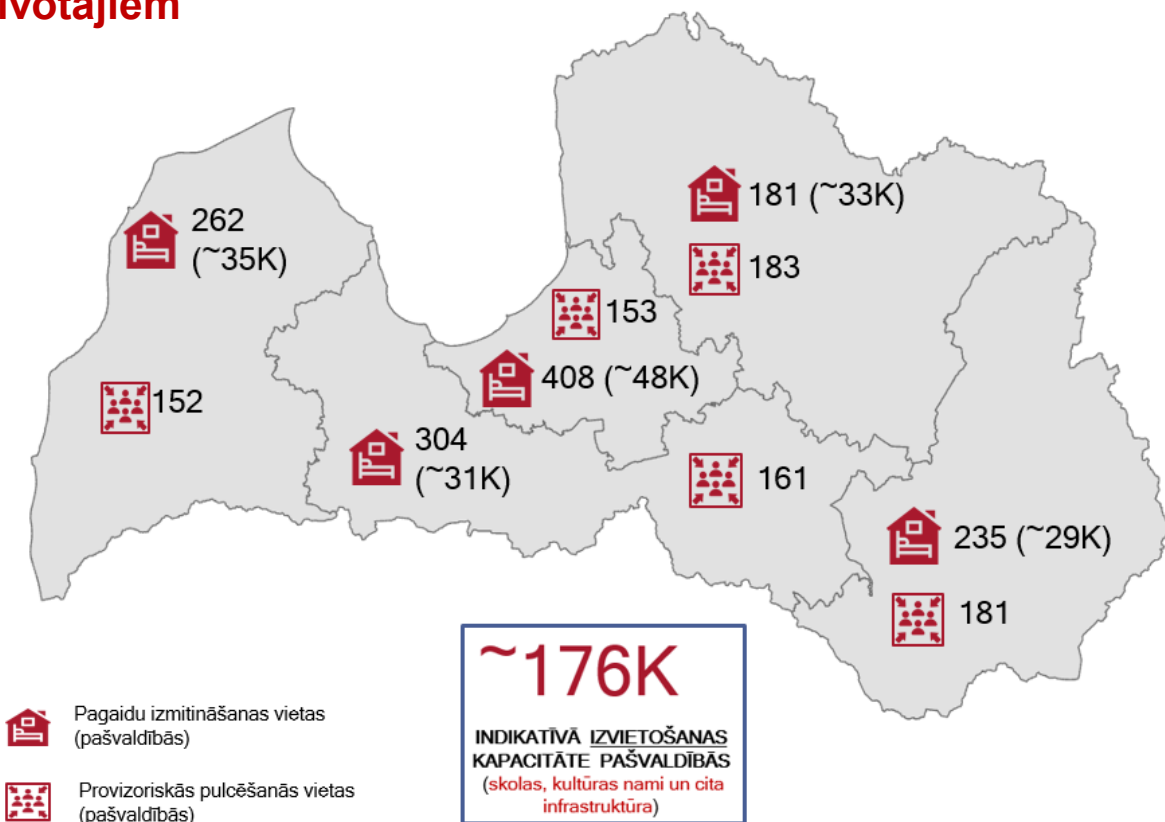 ivotājiem
181 (~33K)
262
(~35K)
183
153
408 (~48K)
152
304
(~31K)
161
235 (~29K)
181
~176K
INDIKATĪVĀ IZVIETOŠANAS
KAPACITĀTE PAŠVALDĪBĀS
(skolas, kultūras nami un cita
infrastruktūra)
Pagaidu izmitināšanas vietas
(pašvaldībās)
Provizoriskās pulcēšanās vietas
(pašvaldībās)